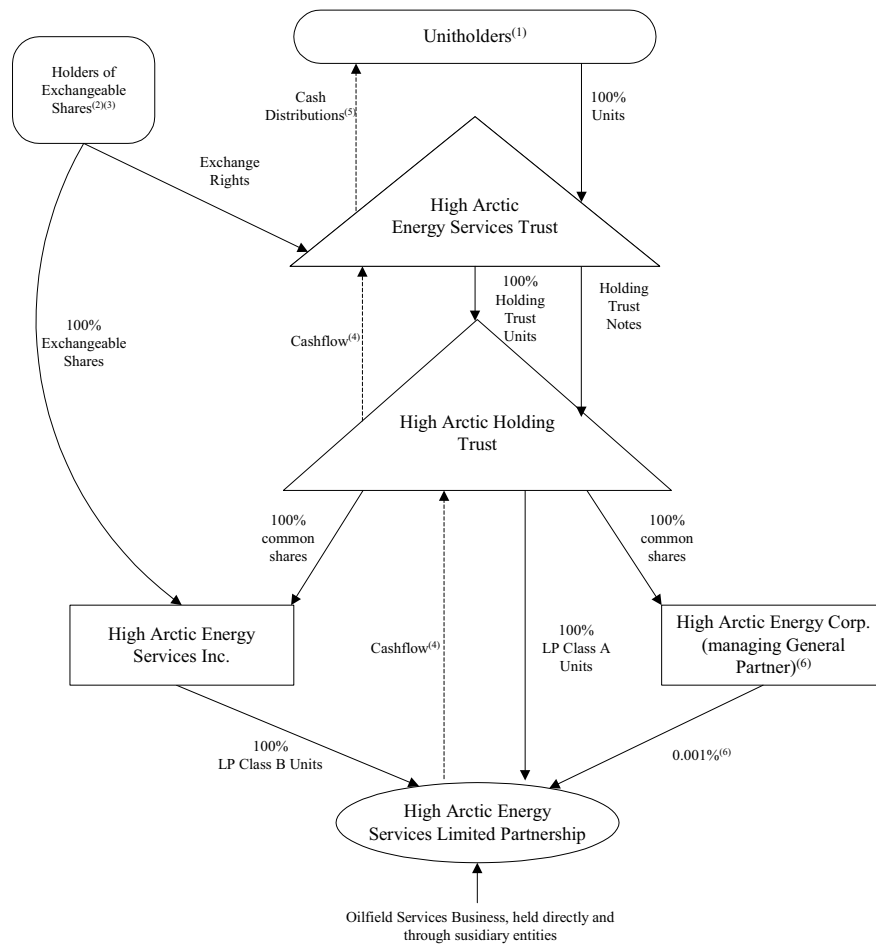 Unitholders(1)
Holders of
Exchangeable
Shares(2)(3)
Cash
Distributions(5)
100%
Units
Exchange
Rights
High Arctic
Energy Services Trust
100%
Exchangeable
Shares
Cashflow(4)
100%
Holding
Trust
Units
Holding
Trust
Notes
High Arctic Holding
Trust
100%
common
shares
100%
common
shares
High Arctic Energy
Services Inc.
Cashflow(4)
100%
LP Class A
Units
High Arctic Energy Corp.
(managing General
Partner)(6)
100%
LP Class B Units
0.001%(6)
High Arctic Energy
Services Limited Partnership
Oilfield Services Business, held directly and
through susidiary entities